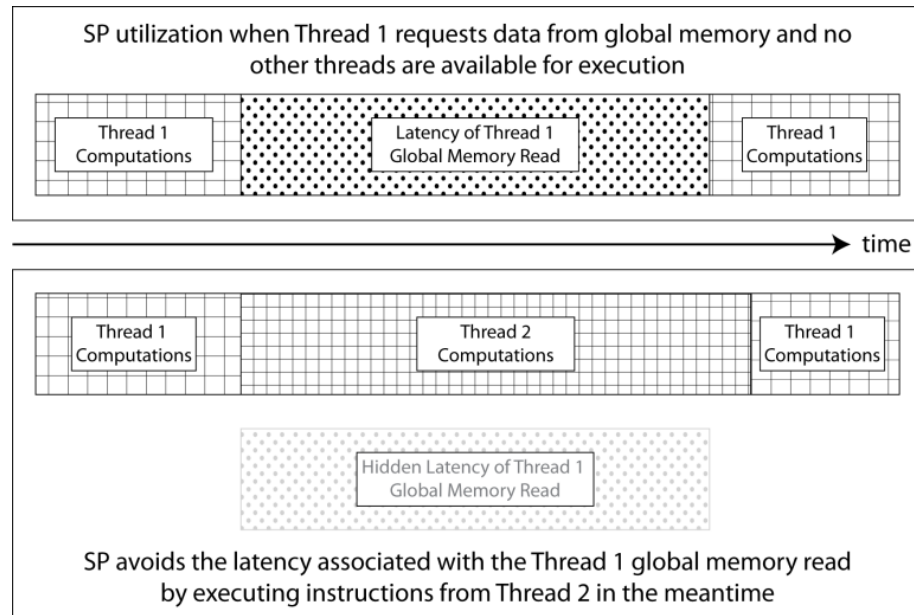 SP utilization when Thread 1 requests data from global memory and no
other threads are available for execution
Thread 1
Computations
Latency of Thread 1
Global Memory Read
Thread 1
Computations
time
Thread 1
Computations
Thread 2
Computations
Thread 1
Computations
Hidden Latency of Thread 1
Global Memory Read
SP avoids the latency associated with the Thread 1 global memory read
by executing instructions from Thread 2 in the meantime